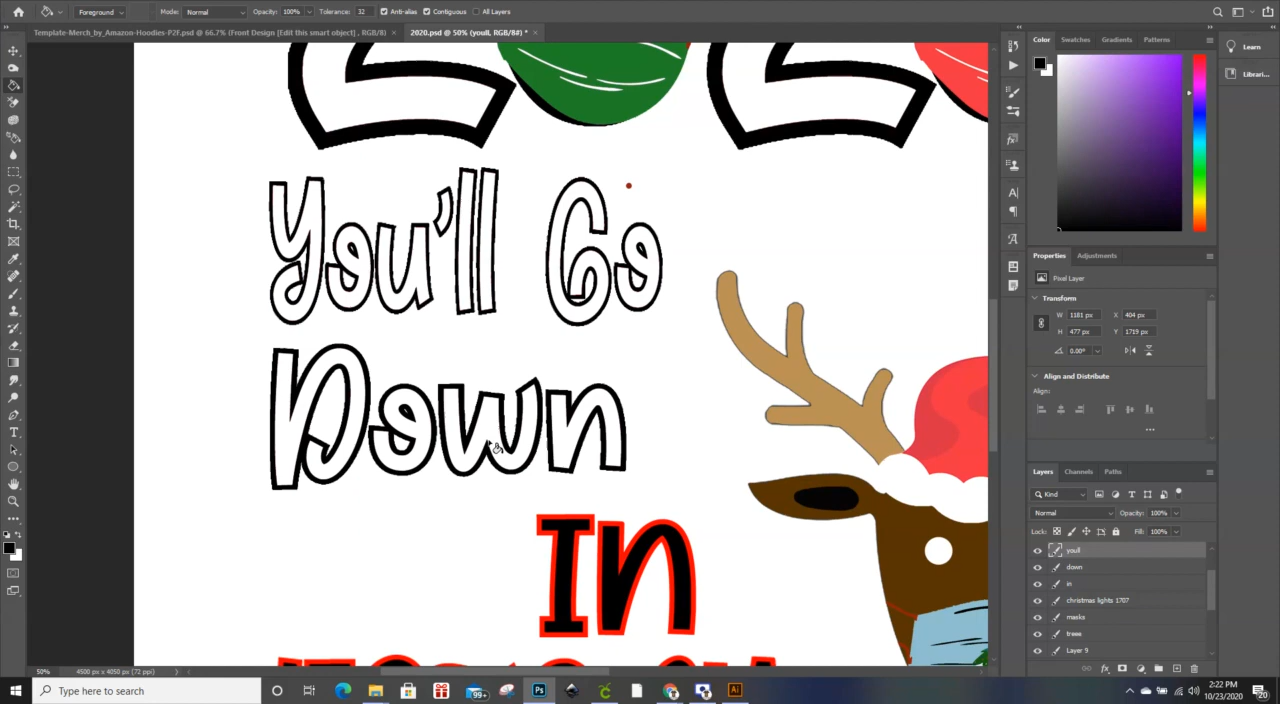 Foreground
Mode: Normal
Opacity: 100%
Tolerance: 32
Anti-alias
Contiguous
All Layers
Template-Merch_by_Amazon-Hoodies-P2F.psd @ 66.7% (Front Design [Edit this smart object] , RGB/8) ×
2020.psd @ 50% (youll, RGB/8#) * ×
You'll Go
Down
In
50%
4500 px x 4050 px (72 ppi)
Color
Swatches
Gradients
Patterns
Learn
Librari...
Properties
Adjustments
Pixel Layer
Transform
W 1181 px X 404 px
H 477 px Y 1719 px
0.00°
Align and Distribute
Align:
Layers
Channels
Paths
Kind
Normal
Opacity: 100%
Lock:
Fill: 100%
youll
down
in
christmas lights 1707
masks
trees
Layer 9
Type here to search
99+
Ps
Ai
2:22 PM
10/23/2020
20